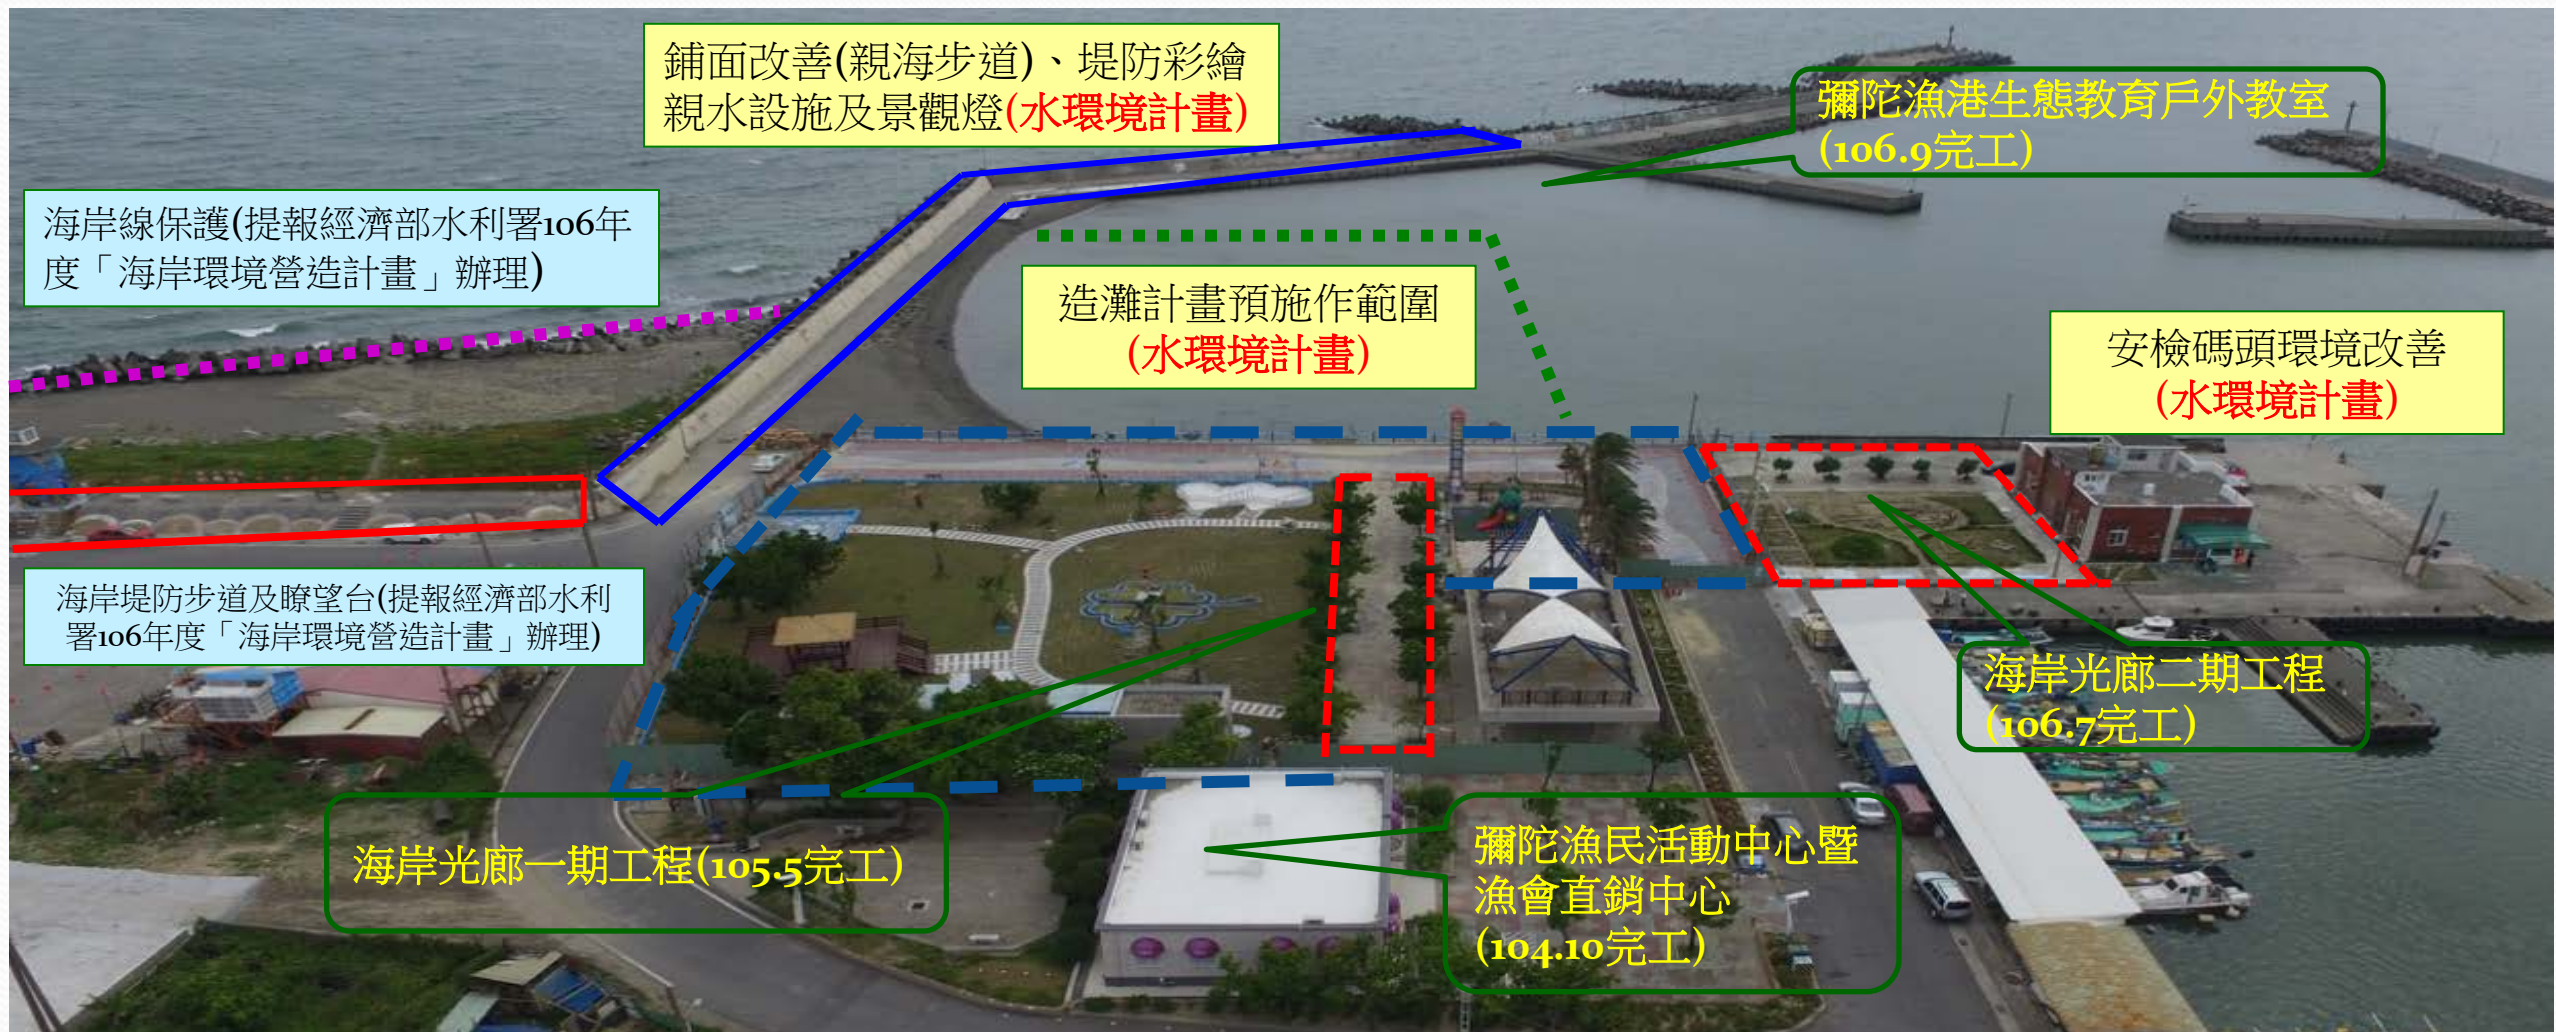 鋪面改善(親海步道)、堤防彩繪
親水設施及景觀燈(水環境計畫)
彌陀漁港生態教育戶外教室
(106.9完工)
海岸線保護(提報經濟部水利署106年
度「海岸環境營造計畫」辦理)
造灘計畫預施作範圍
(水環境計畫)
安檢碼頭環境改善
(水環境計畫)
海岸堤防步道及瞭望台(提報經濟部水利
署106年度「海岸環境營造計畫」辦理)
海岸光廊二期工程
(106.7完工)
海岸光廊一期工程(105.5完工)
彌陀漁民活動中心暨
漁會直銷中心
(104.10完工)